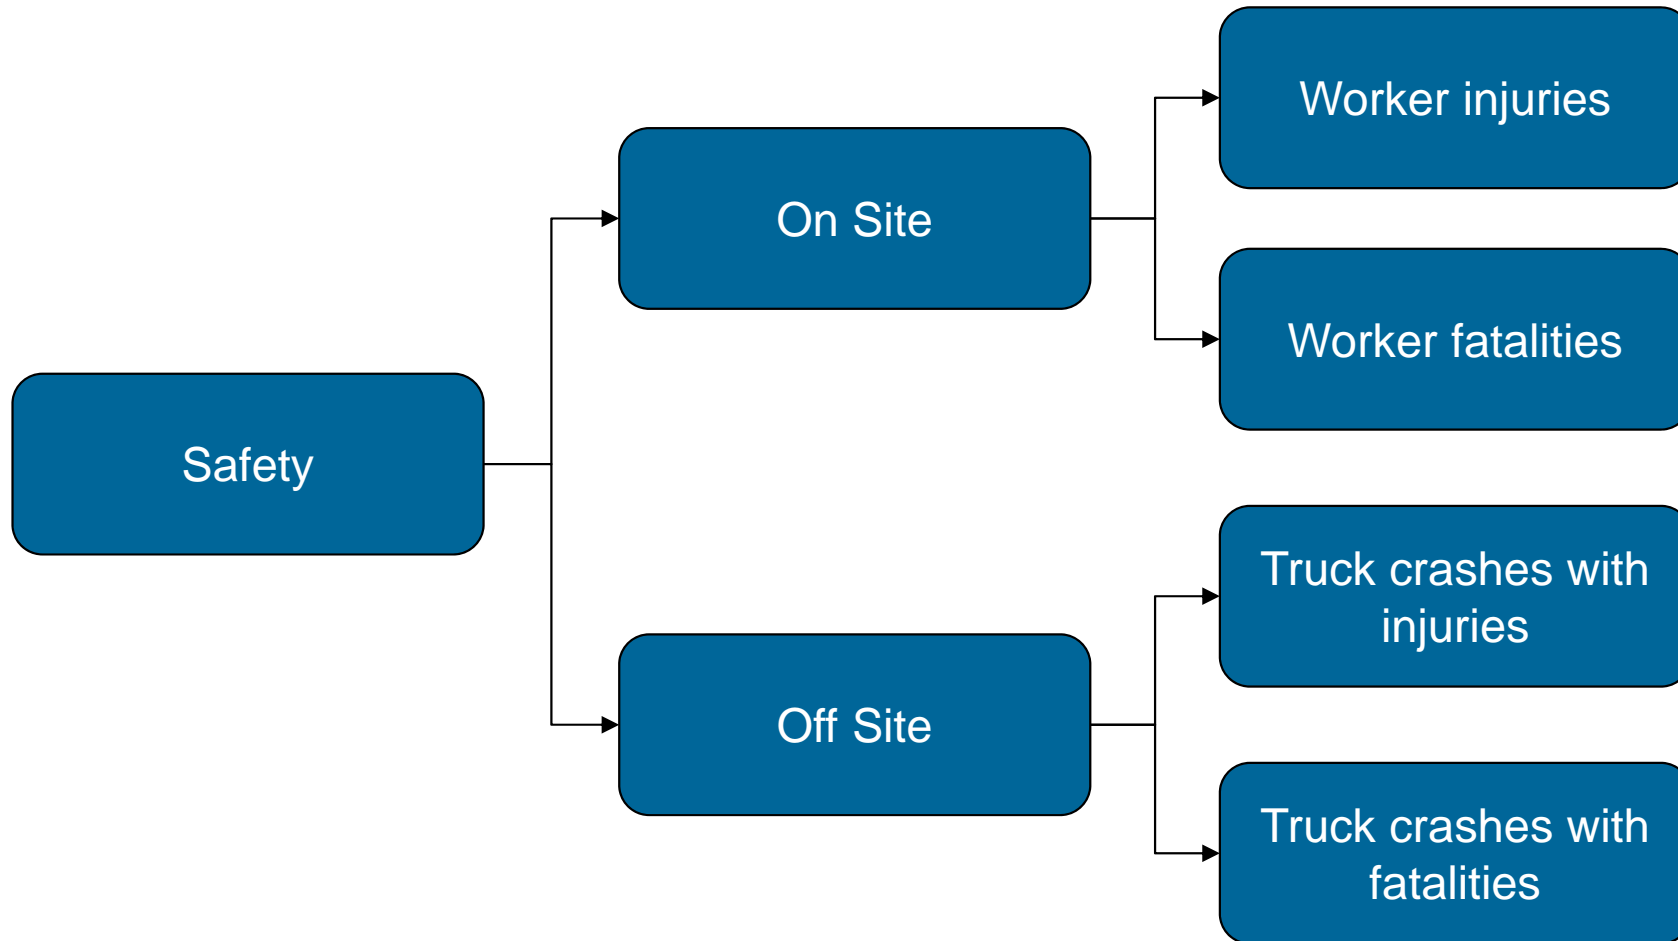 Worker injuries
On Site
Worker fatalities
Safety
Truck crashes with
injuries
Off Site
Truck crashes with
fatalities